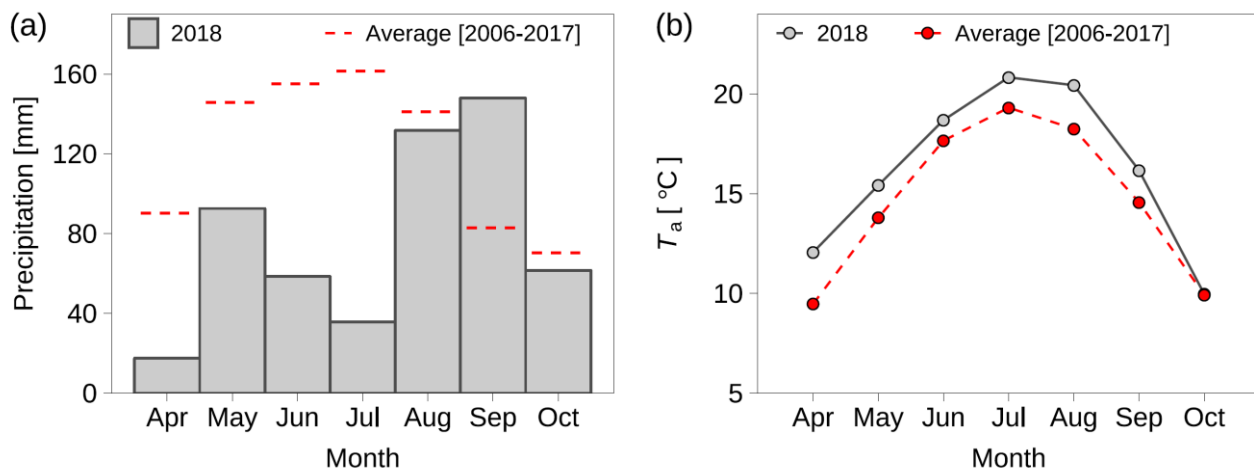 (a)
2018
Average [2006-2017]
Precipitation [mm]
160
120
80
40
0
Apr May Jun Jul Aug Sep Oct
Month
(b)
2018
Average [2006-2017]
Ta [ °C]
20
15
10
5
Apr May Jun Jul Aug Sep Oct
Month